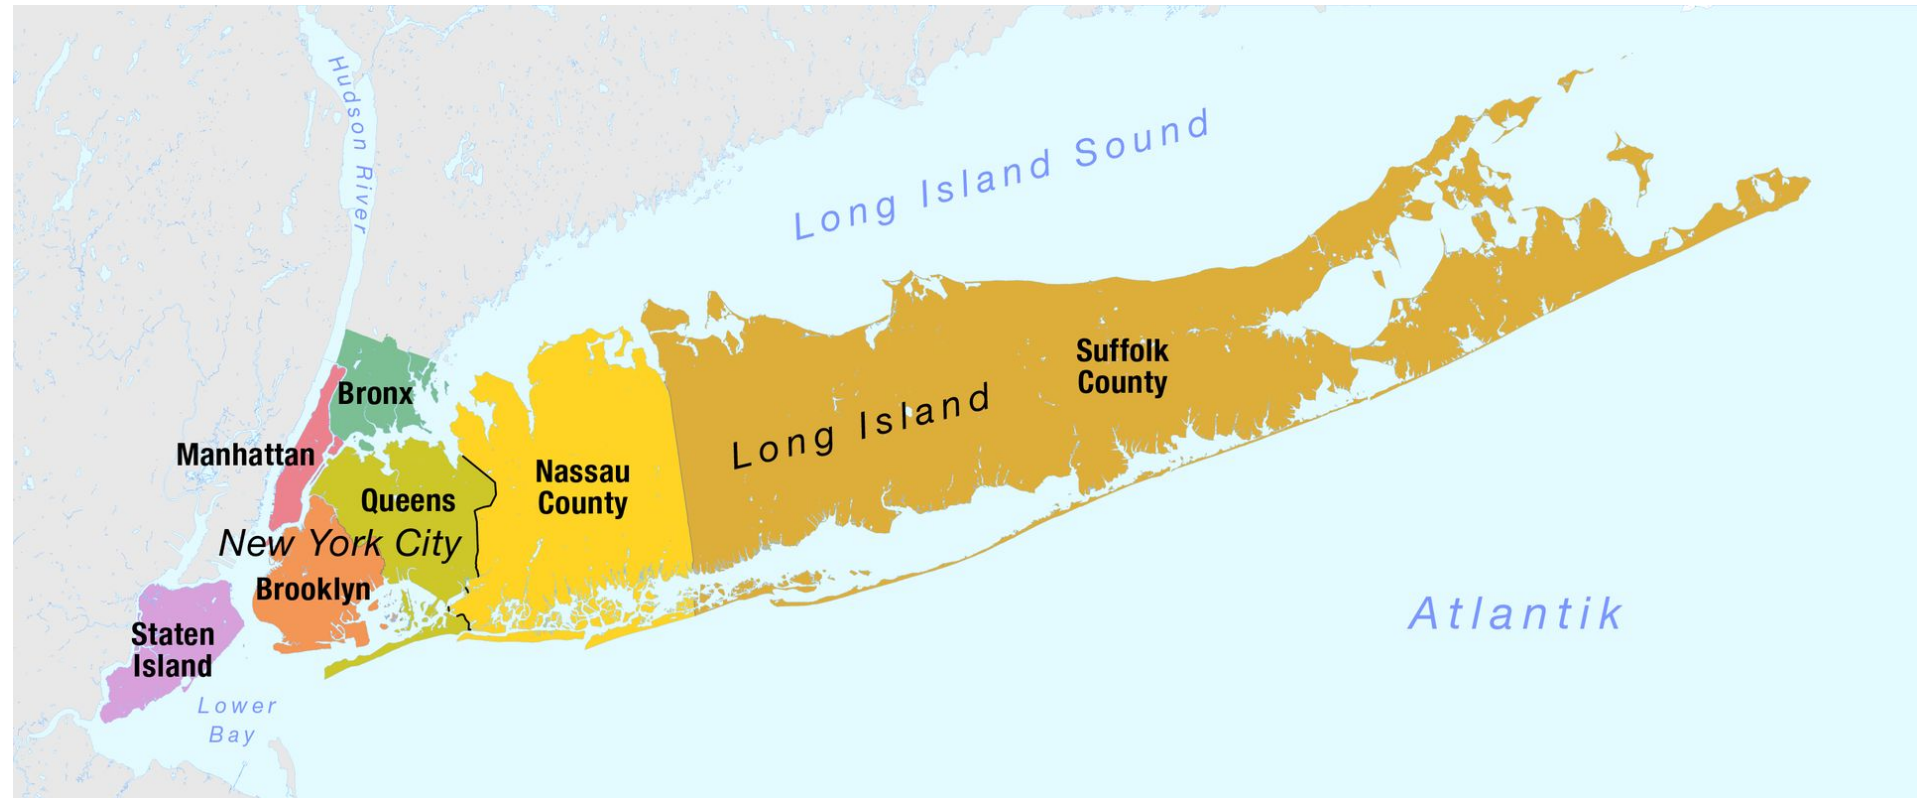 Hudson River
Long Island Sound
Bronx
Suffolk
County
Long Island
Manhattan
Nassau
County
Queens
New York City
Brooklyn
Staten
Island
Atlantik
Lower
Bay